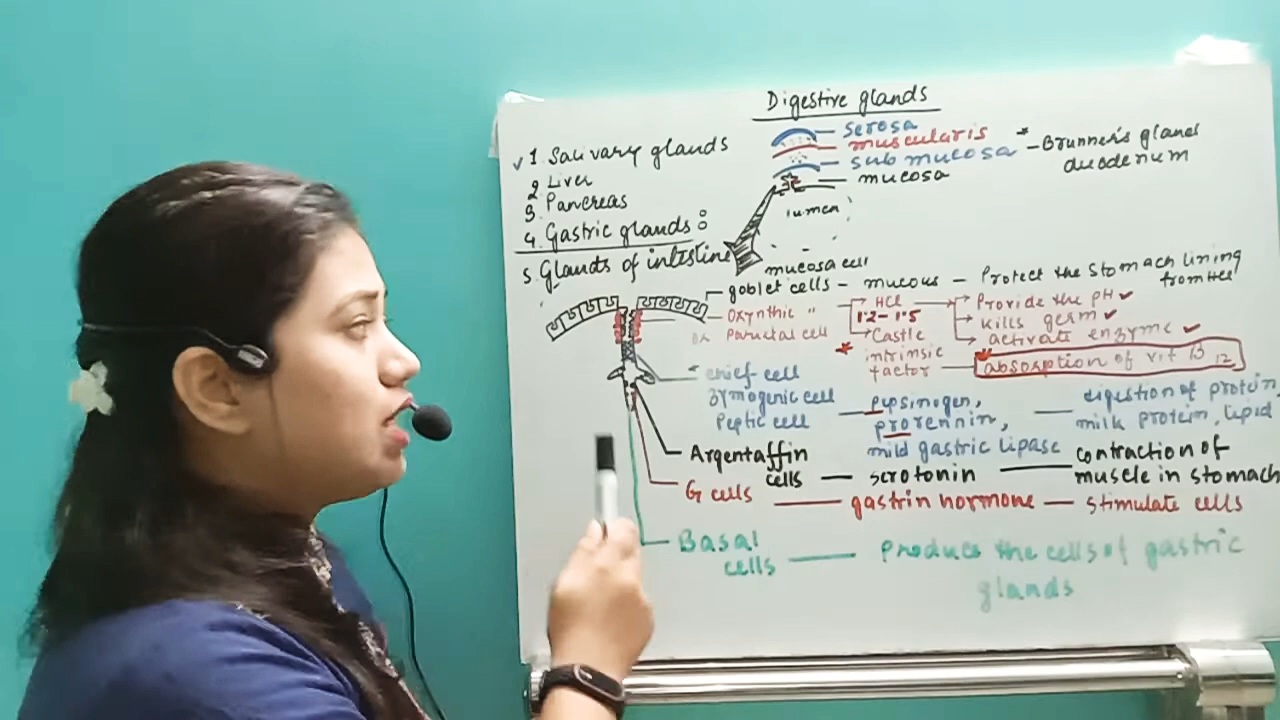 Digestive glands
1. Salivary glands
2. Liver
3. Pancreas
4. Gastric glands :
5. Glands of intestine
serosa
muscularis
sub mucosa * - Brunner's gland
duodenum
mucosa
lumen
mucosa cell
goblet cells - mucous - Protect the stomach lining
from Hcl
Oxynthic " HCl Provide the pH
1.2 - 1.5 kills germ
or Parietal cell Castle activate enzyme
* intrinsic
factor * absorption of vit B12
chief cell
zymogenic cell pepsinogen, digestion of protein,
Peptic cell prorennin, milk protein, lipid
mild gastric lipase
Argentaffin contraction of
cells - serotonin muscle in stomach
G cells gastrin hormone - stimulate cells
Basal Produce the cells of gastric
cells glands